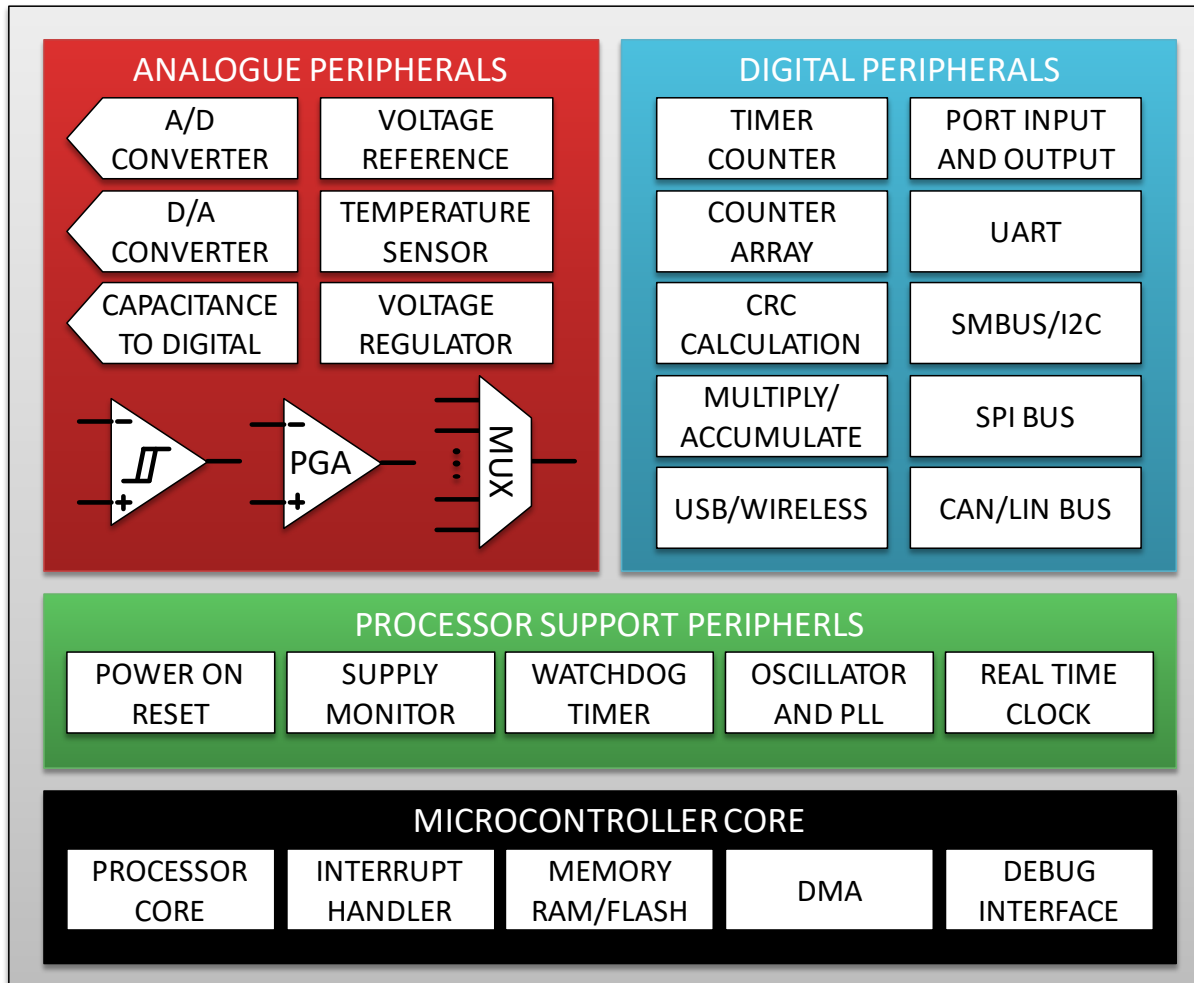 ANALOGUE PERIPHERALS
A/D
CONVERTER
VOLTAGE
REFERENCE
D/A
CONVERTER
TEMPERATURE
SENSOR
CAPACITANCE
TO DIGITAL
VOLTAGE
REGULATOR
PGA
MUX
DIGITAL PERIPHERALS
TIMER
COUNTER
PORT INPUT
AND OUTPUT
COUNTER
ARRAY
UART
CRC
CALCULATION
SMBUS/I2C
MULTIPLY/
ACCUMULATE
SPI BUS
USB/WIRELESS
CAN/LIN BUS
PROCESSOR SUPPORT PERIPHERLS
POWER ON
RESET
SUPPLY
MONITOR
WATCHDOG
TIMER
OSCILLATOR
AND PLL
REAL TIME
CLOCK
MICROCONTROLLER CORE
PROCESSOR
CORE
INTERRUPT
HANDLER
MEMORY
RAM/FLASH
DMA
DEBUG
INTERFACE